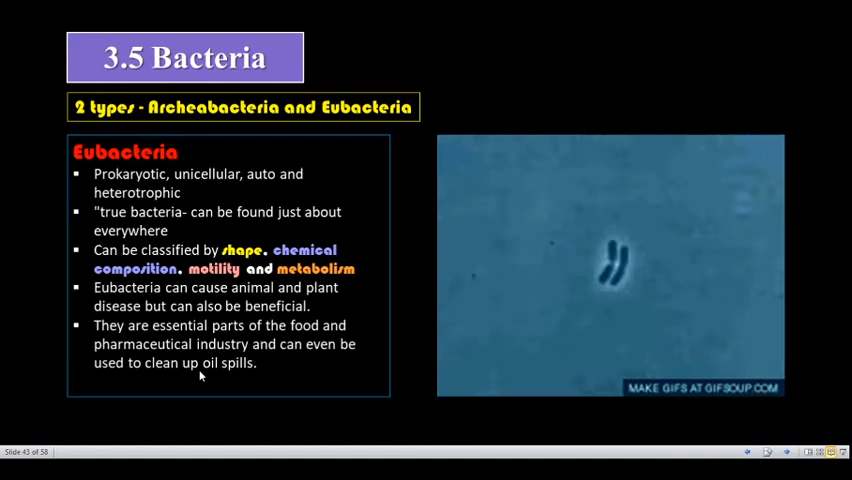 3.5 Bacteria
2 types - Archeabacteria and Eubacteria
Eubacteria
▪ Prokaryotic, unicellular, auto and
heterotrophic
▪ "true bacteria- can be found just about
everywhere
▪ Can be classified by shape, chemical
composition, motility and metabolism
▪ Eubacteria can cause animal and plant
disease but can also be beneficial.
▪ They are essential parts of the food and
pharmaceutical industry and can even be
used to clean up oil spills.
MAKE GIFS AT GIFSOUP.COM
Slide 43 of 58